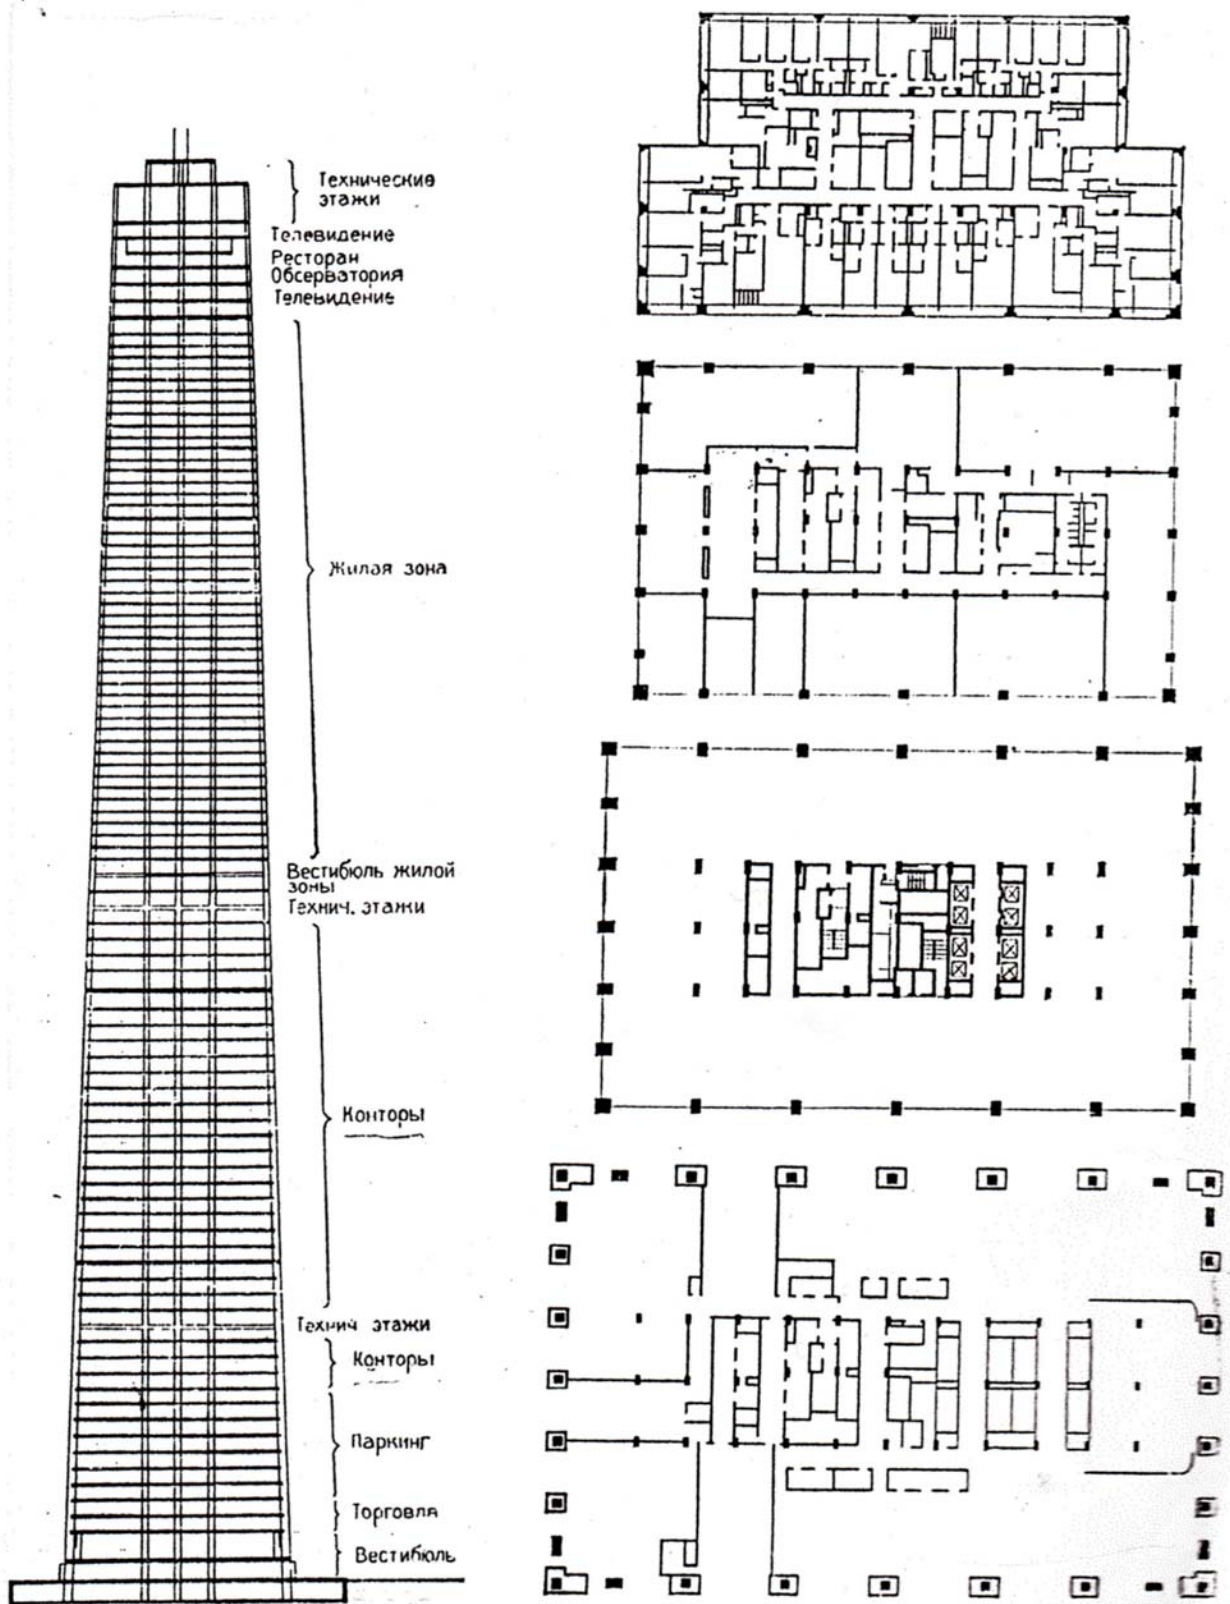 Технические
этажи
Телевидение
Ресторан
Обсерватория
Телевидение
Жилая зона
Вестибюль жилой
зоны
Технич. этажи
Конторы
Технич этажи
Конторы
Паркинг
Торговля
Вестибюль